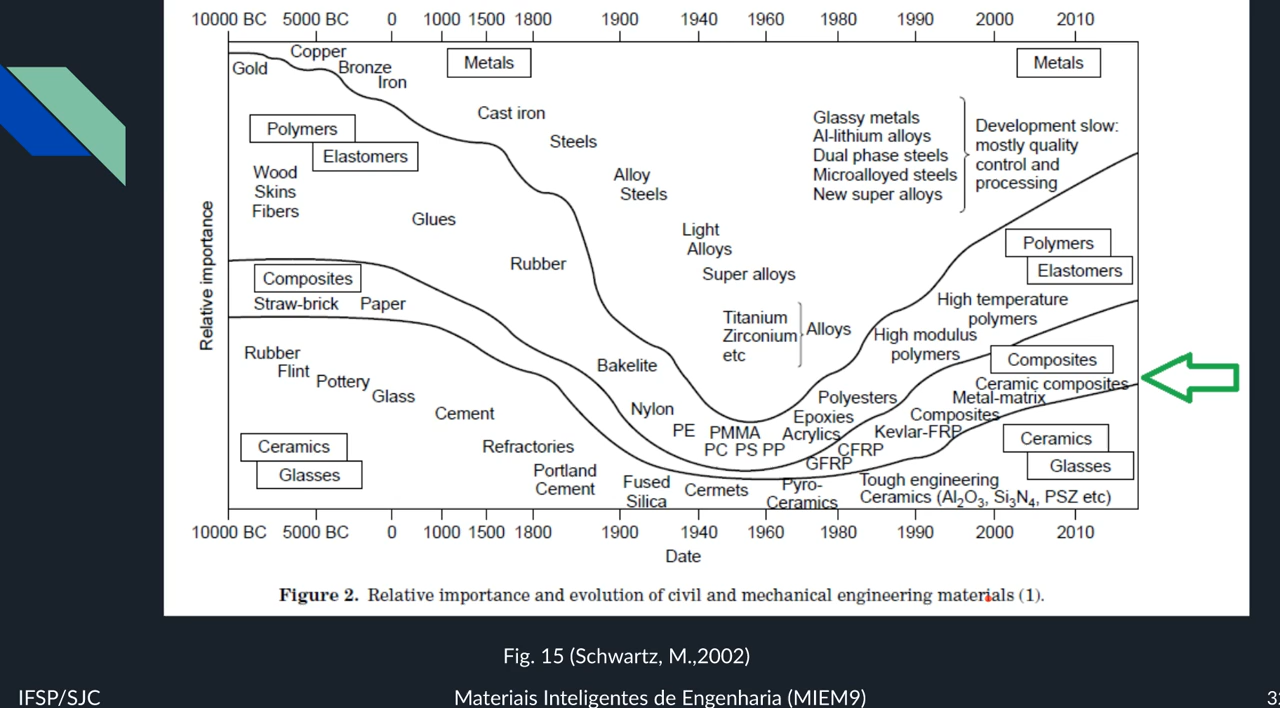 10000 BC 5000 BC 0 1000 1500 1800 1900 1940 1960 1980 1990 2000 2010
Copper
Gold
Bronze
Iron
Metals
Metals
Cast iron
Steels
Glassy metals
Al-lithium alloys
Dual phase steels
Microalloyed steels
New super alloys
Development slow:
mostly quality
control and
processing
Polymers
Elastomers
Wood
Skins
Fibers
Alloy
Steels
Glues
Light
Alloys
Rubber
Super alloys
Polymers
Elastomers
Composites
Straw-brick Paper
Titanium
Zirconium
etc
Alloys
High temperature
polymers
High modulus
polymers
Relative importance
Rubber
Flint
Pottery
Glass
Cement
Bakelite
Nylon
PE
PMMA
PC PS PP
Polyesters
Epoxies
Acrylics
Composites
Ceramic composites
Metal-matrix
Composites
Kevlar-FRP
CFRP
GFRP
Ceramics
Glasses
Refractories
Portland
Cement
Fused
Silica
Cermets
Pyro-
Ceramics
Ceramics
Glasses
Tough engineering
Ceramics (Al₂O₃, Si₃N₄, PSZ etc)
10000 BC 5000 BC 0 1000 1500 1800 1900 1940 1960 1980 1990 2000 2010
Date
Figure 2. Relative importance and evolution of civil and mechanical engineering materials (1).
Fig. 15 (Schwartz, M.,2002)
IFSP/SJC
Materiais Inteligentes de Engenharia (MIEM9)